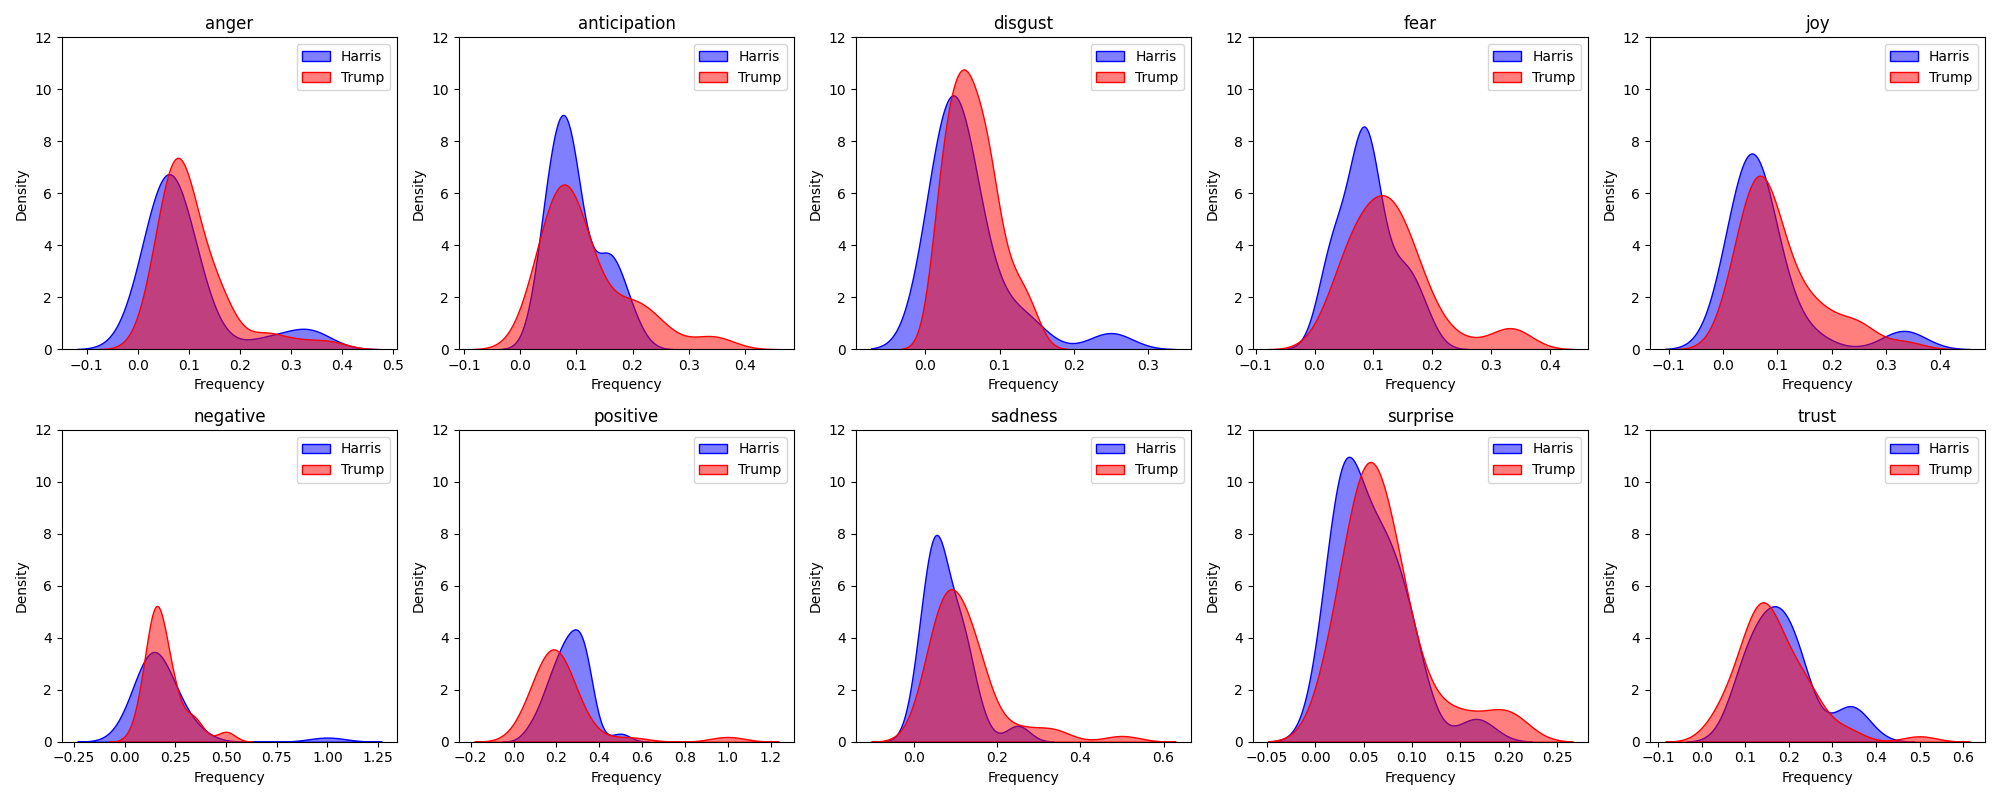 anger
12
10
8
6
4
2
0
Density
Harris
Trump
−0.1 0.0 0.1 0.2 0.3 0.4 0.5
Frequency
anticipation
12
10
8
6
4
2
0
Density
Harris
Trump
−0.1 0.0 0.1 0.2 0.3 0.4
Frequency
disgust
12
10
8
6
4
2
0
Density
Harris
Trump
0.0 0.1 0.2 0.3
Frequency
fear
12
10
8
6
4
2
0
Density
Harris
Trump
−0.1 0.0 0.1 0.2 0.3 0.4
Frequency
joy
12
10
8
6
4
2
0
Density
Harris
Trump
−0.1 0.0 0.1 0.2 0.3 0.4
Frequency
negative
12
10
8
6
4
2
0
Density
Harris
Trump
−0.25 0.00 0.25 0.50 0.75 1.00 1.25
Frequency
positive
12
10
8
6
4
2
0
Density
Harris
Trump
−0.2 0.0 0.2 0.4 0.6 0.8 1.0 1.2
Frequency
sadness
12
10
8
6
4
2
0
Density
Harris
Trump
0.0 0.2 0.4 0.6
Frequency
surprise
12
10
8
6
4
2
0
Density
Harris
Trump
−0.05 0.00 0.05 0.10 0.15 0.20 0.25
Frequency
trust
12
10
8
6
4
2
0
Density
Harris
Trump
−0.1 0.0 0.1 0.2 0.3 0.4 0.5 0.6
Frequency